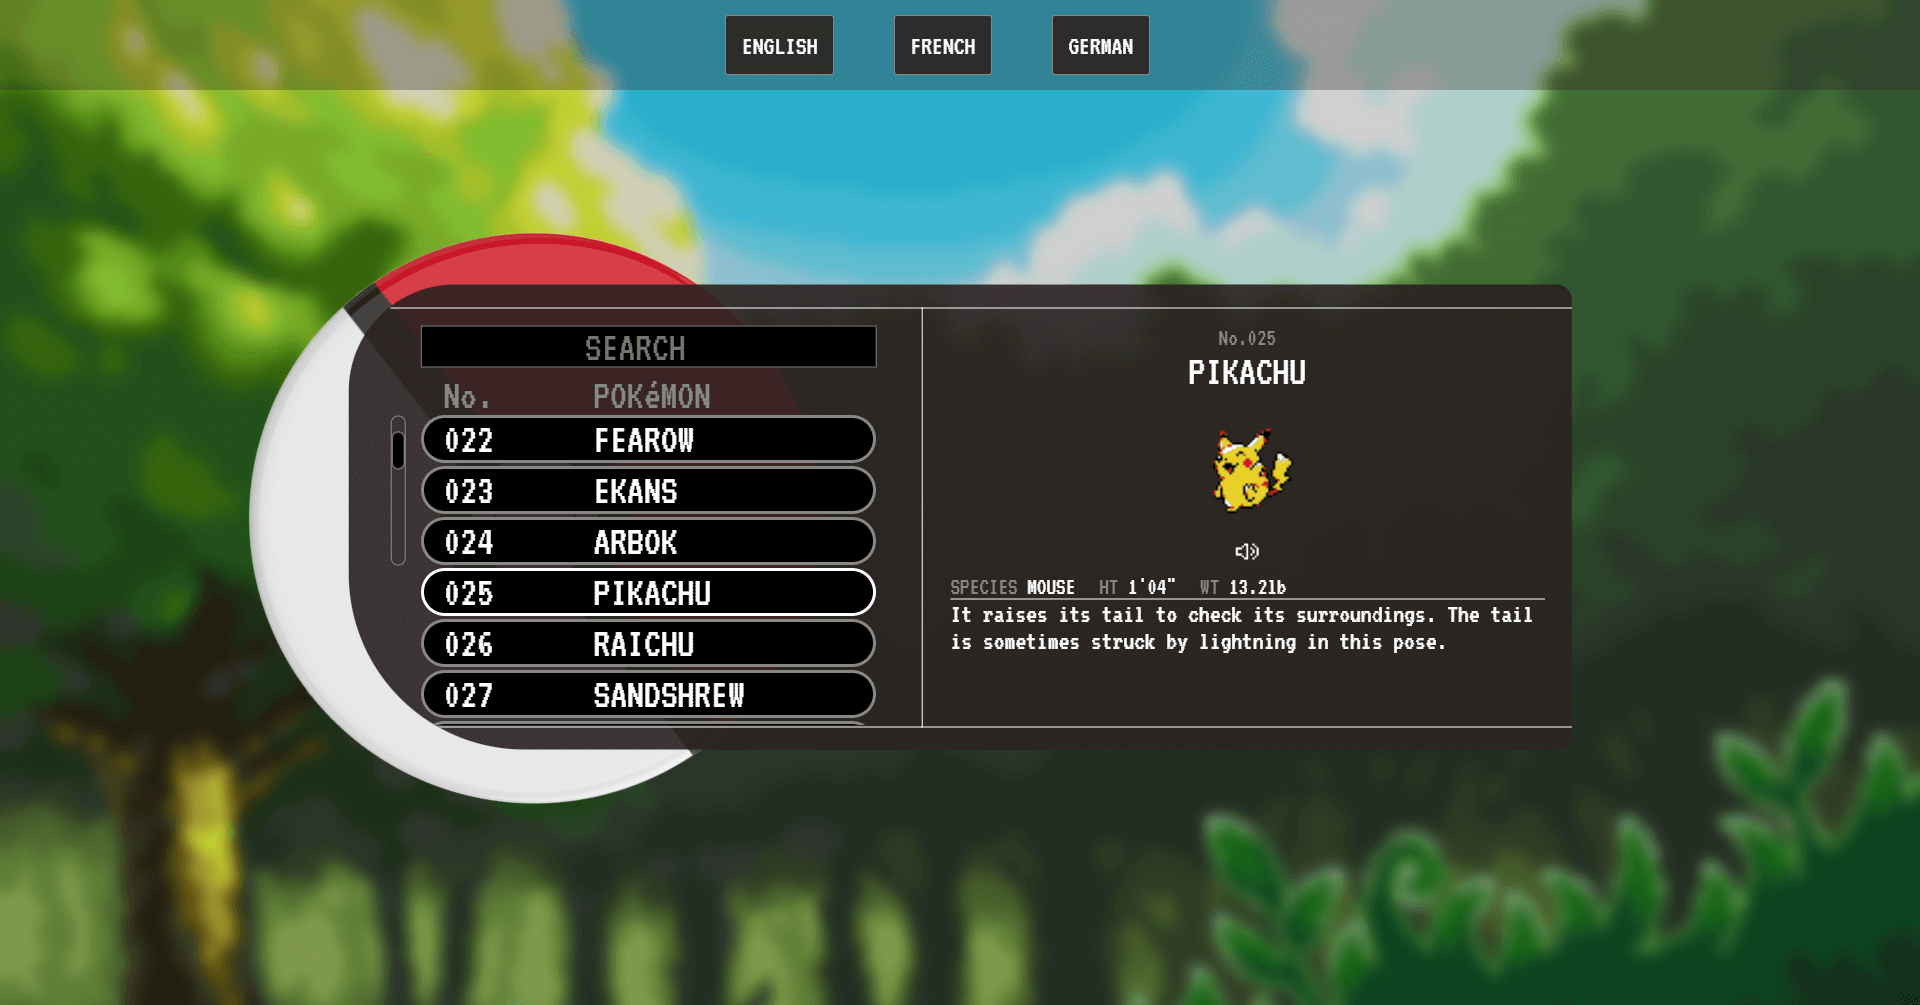 ENGLISH FRENCH GERMAN
SEARCH
No. POKéMON
022 FEAROW
023 EKANS
024 ARBOK
025 PIKACHU
026 RAICHU
027 SANDSHREW
No.025
PIKACHU
SPECIES MOUSE HT 1'04" WT 13.2lb
It raises its tail to check its surroundings. The tail
is sometimes struck by lightning in this pose.